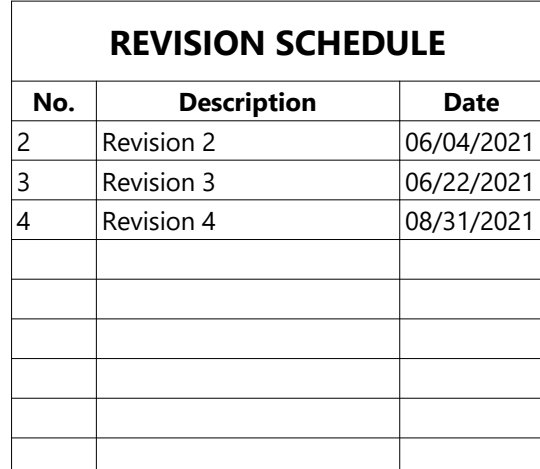 REVISION SCHEDULE
No. Description Date
2 Revision 2 06/04/2021
3 Revision 3 06/22/2021
4 Revision 4 08/31/2021